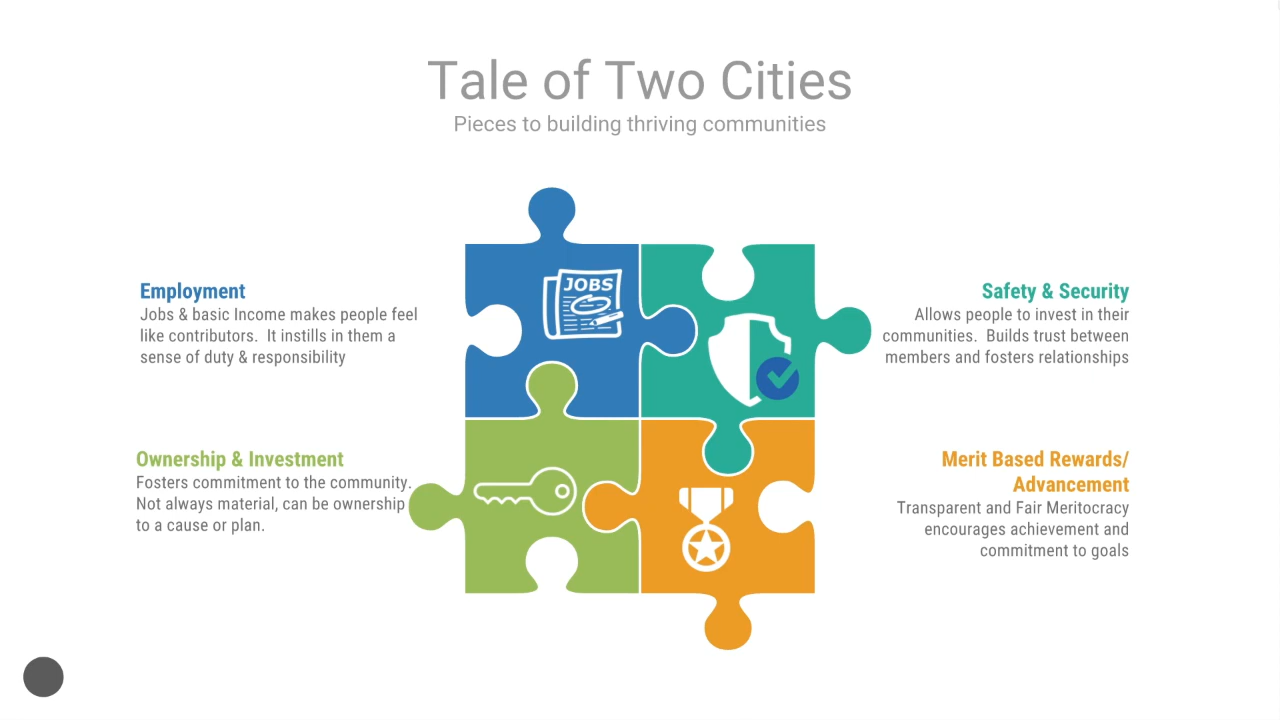 Tale of Two Cities
Pieces to building thriving communities
Employment
Jobs & basic Income makes people feel
like contributors.  It instills in them a
sense of duty & responsibility
JOBS
Safety & Security
Allows people to invest in their
communities.  Builds trust between
members and fosters relationships
Ownership & Investment
Fosters commitment to the community.
Not always material, can be ownership
to a cause or plan.
Merit Based Rewards/
Advancement
Transparent and Fair Meritocracy
encourages achievement and
commitment to goals